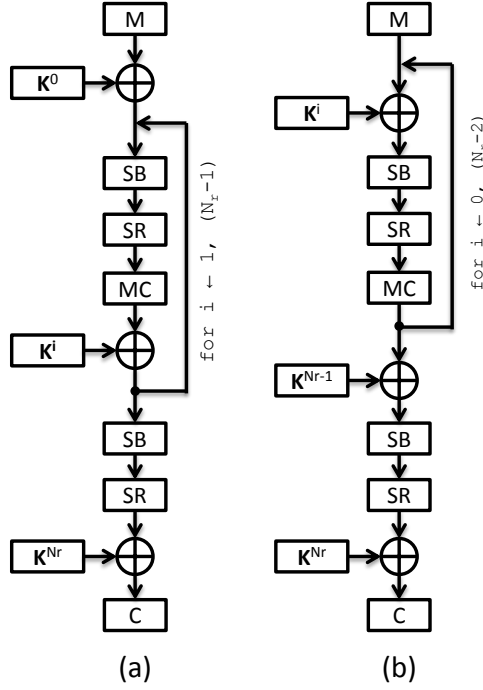 M
K⁰
SB
SR
MC
Kⁱ
SB
SR
Kᴺʳ
C
for i ← 1, (Nᵣ-1)
(a)
M
Kⁱ
SB
SR
MC
Kᴺʳ⁻¹
SB
SR
Kᴺʳ
C
for i ← 0, (Nᵣ-2)
(b)